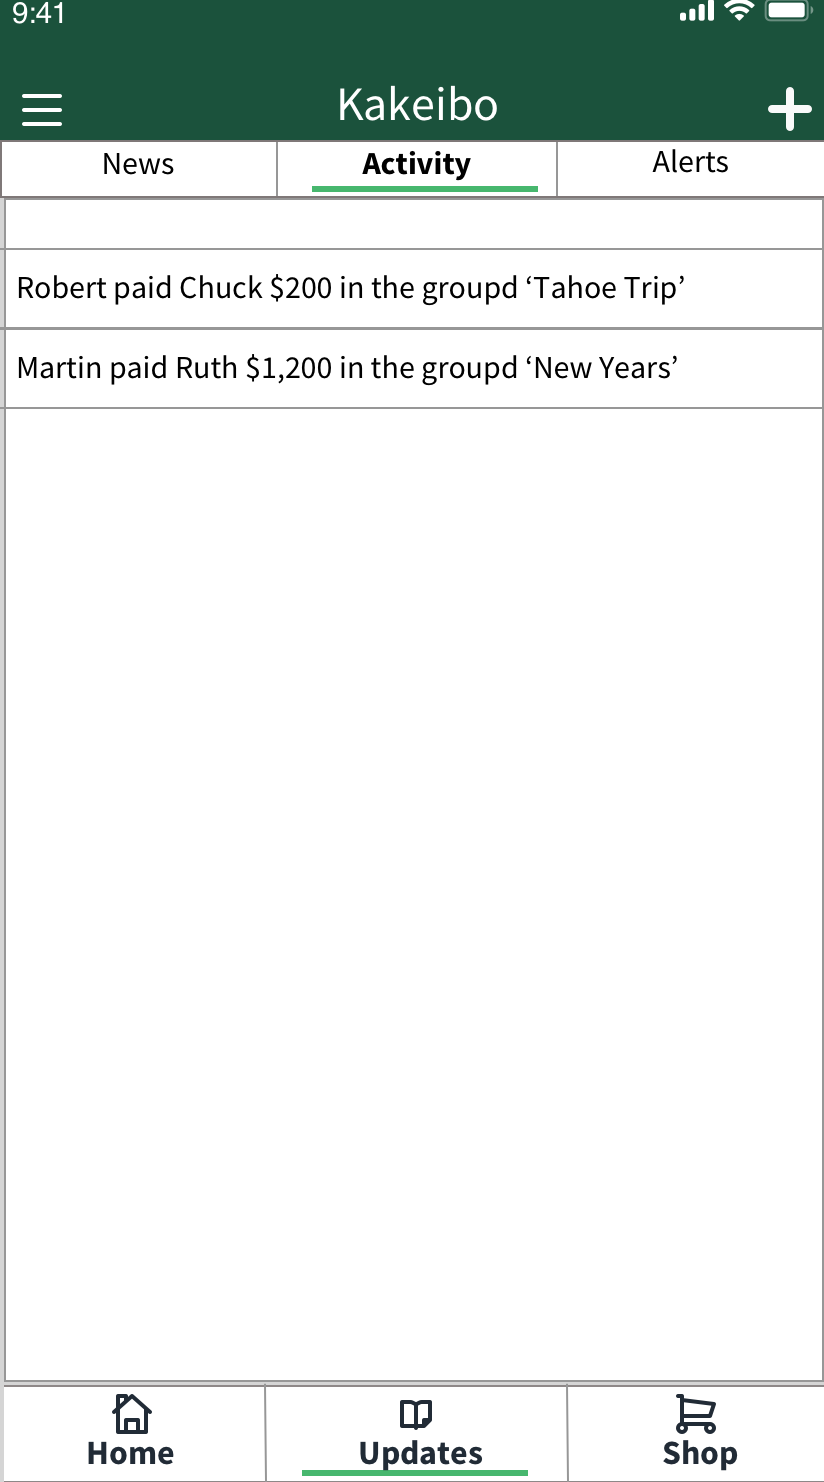 9:41
Kakeibo
News
Activity
Alerts
Robert paid Chuck $200 in the groupd ‘Tahoe Trip’
Martin paid Ruth $1,200 in the groupd ‘New Years’
Home
Updates
Shop